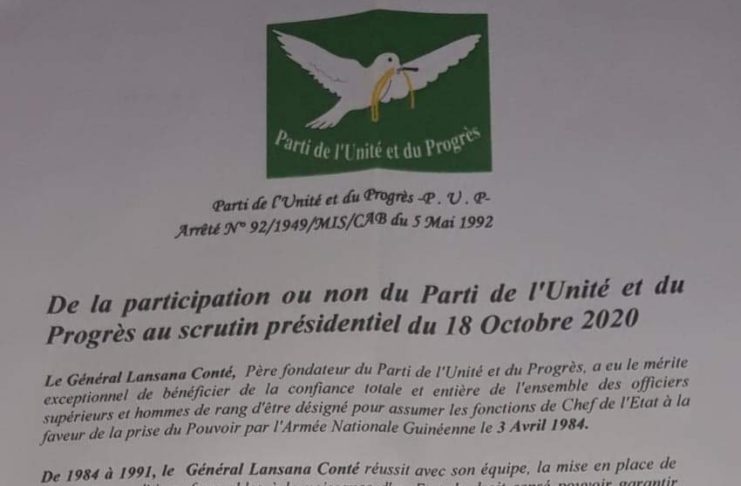 Parti de l'Unité et du Progrès
Parti de l'Unité et du Progrès -P . U . P-
Arrêté N° 92/1949/MIS/CAB du 5 Mai 1992
De la participation ou non du Parti de l'Unité et du
Progrès au scrutin présidentiel du 18 Octobre 2020
Le Général Lansana Conté, Père fondateur du Parti de l'Unité et du Progrès, a eu le mérite
exceptionnel de bénéficier de la confiance totale et entière de l'ensemble des officiers
supérieurs et hommes de rang d'être désigné pour assumer les fonctions de Chef de l'Etat à la
faveur de la prise du Pouvoir par l'Armée Nationale Guinéenne le 3 Avril 1984.
De 1984 à 1991, le Général Lansana Conté réussit avec son équipe, la mise en place de
pouvoir garantir